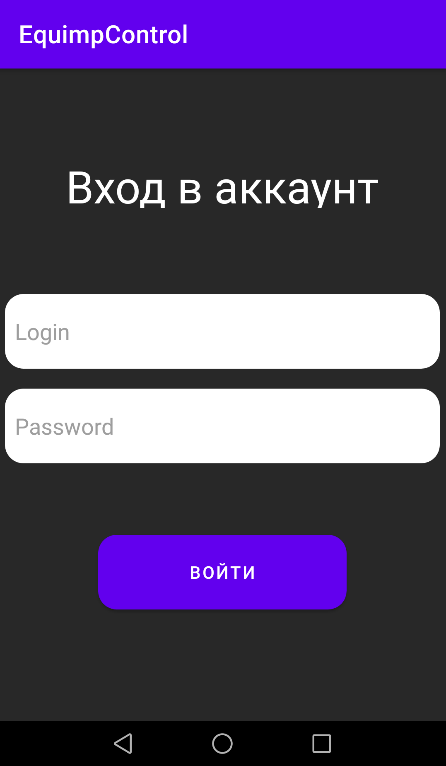 EquimpControl
Вход в аккаунт
Login
Password
ВОЙТИ